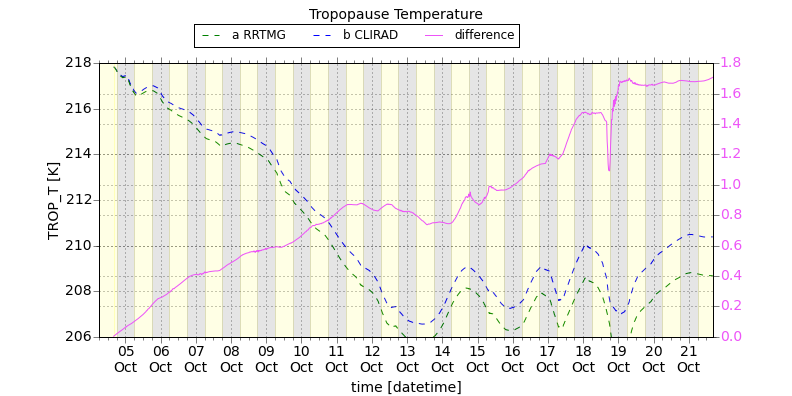 Tropopause Temperature
a RRTMG b CLIRAD difference
218 1.8
216 1.6
1.4
214 1.2
212 1.0
0.8
210 0.6
208 0.4
0.2
206 0.0
TROP_T [K]
05 06 07 08 09 10 11 12 13 14 15 16 17 18 19 20 21
Oct Oct Oct Oct Oct Oct Oct Oct Oct Oct Oct Oct Oct Oct Oct Oct Oct
time [datetime]